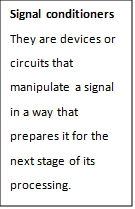 Signal conditioners
They are devices or
circuits that
manipulate a signal
in a way that
prepares it for the
next stage of its
processing.